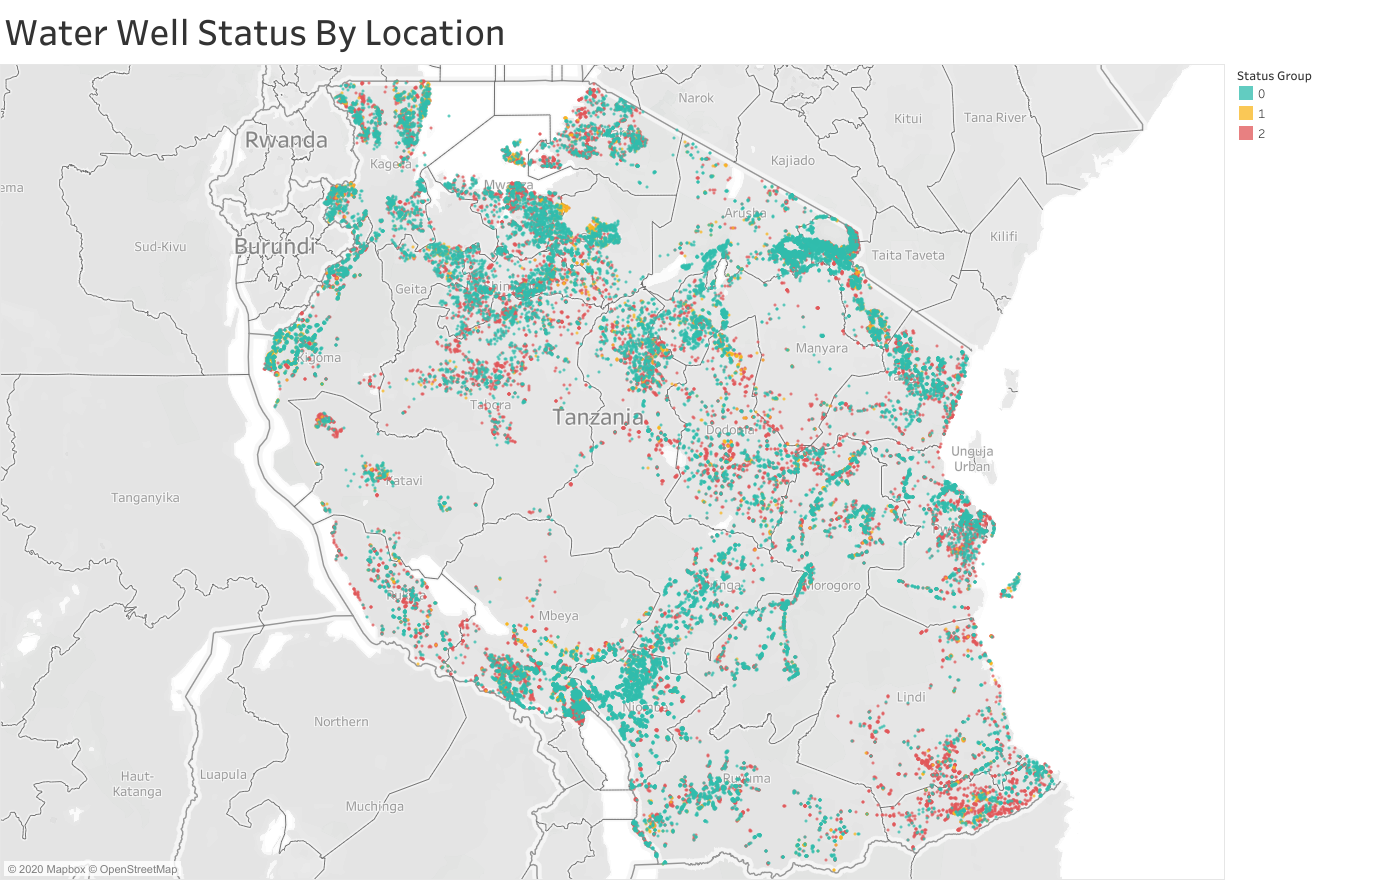 Water Well Status By Location
Status Group
0
1
2
Narok
Kitui
Tana River
Rwanda
Kajiado
Kagera
ema
Mwanza
Arusha
Kilifi
Sud-Kivu
Burundi
Taita Taveta
Geita
Manyara
Kigoma
Tabora
Tanzania
Dodoma
Unguja
Urban
Katavi
Tanganyika
Morogoro
Mbeya
Lindi
Njombe
Northern
Haut-
Katanga
Luapula
Ruvuma
Muchinga
© 2020 Mapbox © OpenStreetMap